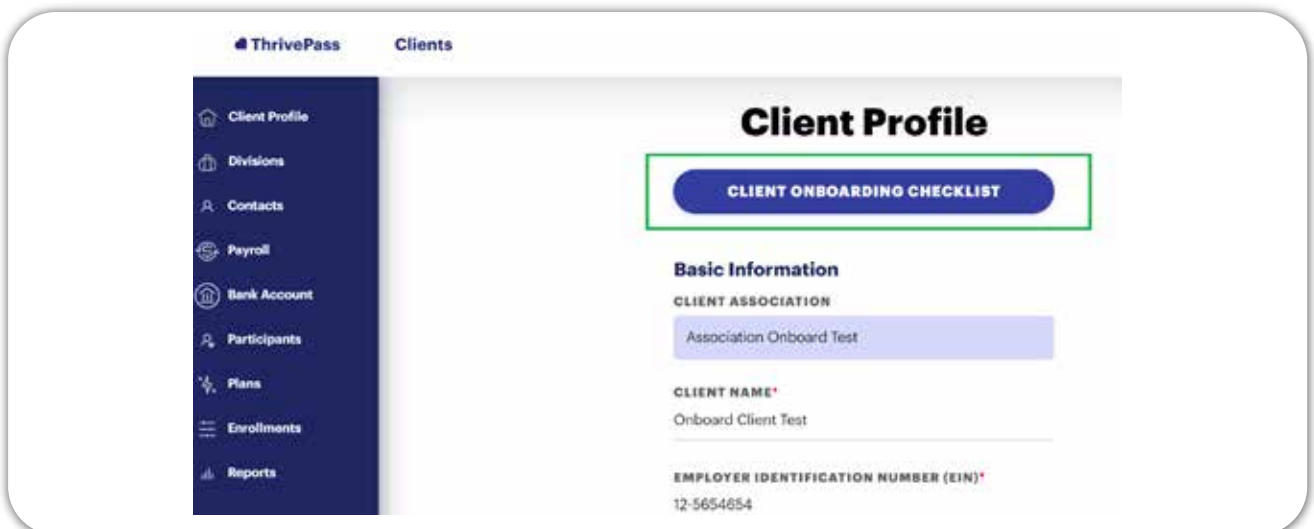 ThrivePass Clients
Client Profile
Divisions
Contacts
Payroll
Bank Account
Participants
Plans
Enrollments
Reports
Client Profile
CLIENT ONBOARDING CHECKLIST
Basic Information
CLIENT ASSOCIATION
Association Onboard Test
CLIENT NAME*
Onboard Client Test
EMPLOYER IDENTIFICATION NUMBER (EIN)*
12-5654654